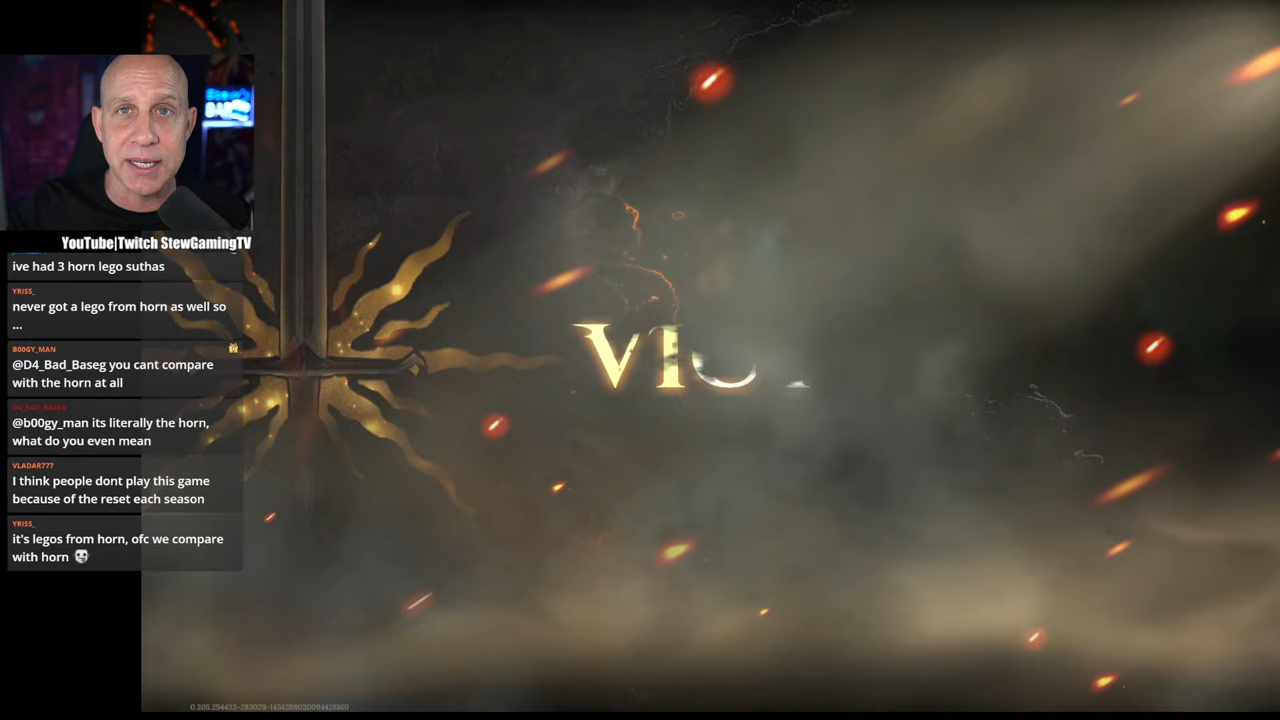 YouTube|Twitch StewGamingTV
ive had 3 horn lego suthas
YRISS_
never got a lego from horn as well so
...
B00GY_MAN
@D4_Bad_Baseg you cant compare
with the horn at all
D4_BAD_BASEG
@b00gy_man its literally the horn,
what do you even mean
VLADAR777
I think people dont play this game
because of the reset each season
YRISS_
it's legos from horn, ofc we compare
with horn
VIC